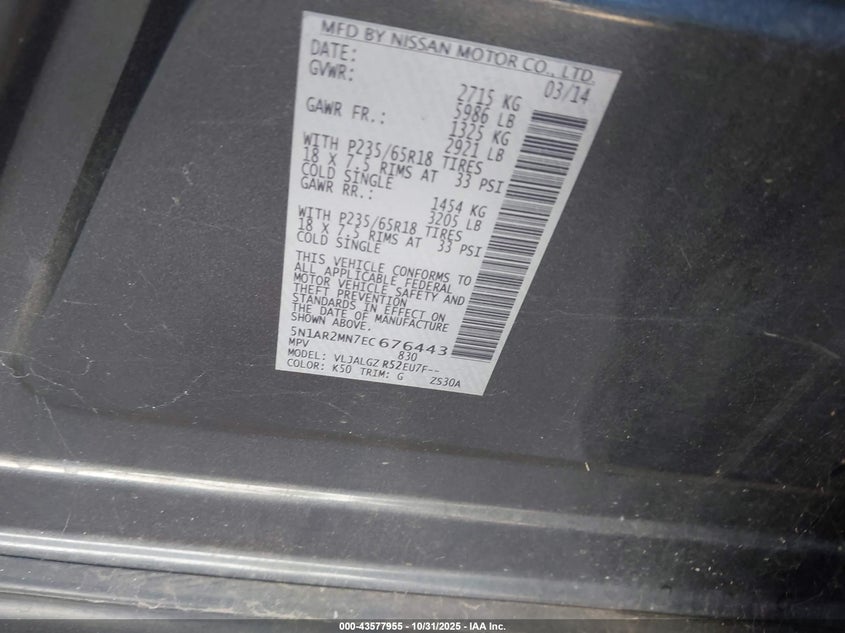 MFD BY NISSAN MOTOR CO., LTD.
DATE: 03/14
GVWR: 2715 KG
5986 LB
GAWR FR.: 1325 KG
2921 LB
WITH P235/65R18 TIRES
18 X 7.5 RIMS AT 33 PSI
COLD SINGLE
GAWR RR.: 1454 KG
3205 LB
WITH P235/65R18 TIRES
18 X 7.5 RIMS AT 33 PSI
COLD SINGLE
THIS VEHICLE CONFORMS TO
ALL APPLICABLE FEDERAL
MOTOR VEHICLE SAFETY AND
THEFT PREVENTION
STANDARDS IN EFFECT ON
THE DATE OF MANUFACTURE
SHOWN ABOVE.
5N1AR2MN7EC676443
MPV 830
MODEL: VLJALGZ R52EU7F--
COLOR: K50 TRIM: G ZS30A
000-43577955 - 10/31/2025 - IAA Inc.